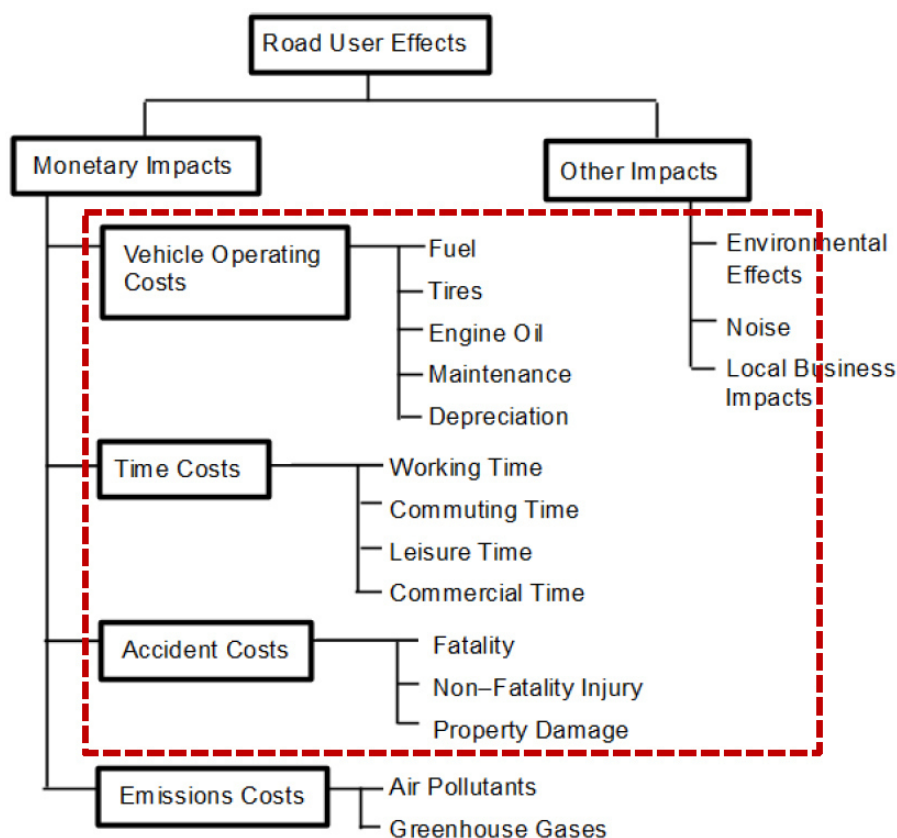 Road User Effects
Monetary Impacts
Other Impacts
Vehicle Operating
Costs
Fuel
Tires
Engine Oil
Maintenance
Depreciation
Environmental
Effects
Noise
Local Business
Impacts
Time Costs
Working Time
Commuting Time
Leisure Time
Commercial Time
Accident Costs
Fatality
Non–Fatality Injury
Property Damage
Emissions Costs
Air Pollutants
Greenhouse Gases